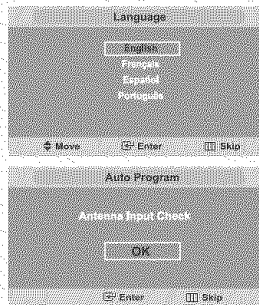 Language
English
Français
Español
Português
Move Enter Skip
Auto Program
Antenna Input Check
OK
Enter Skip